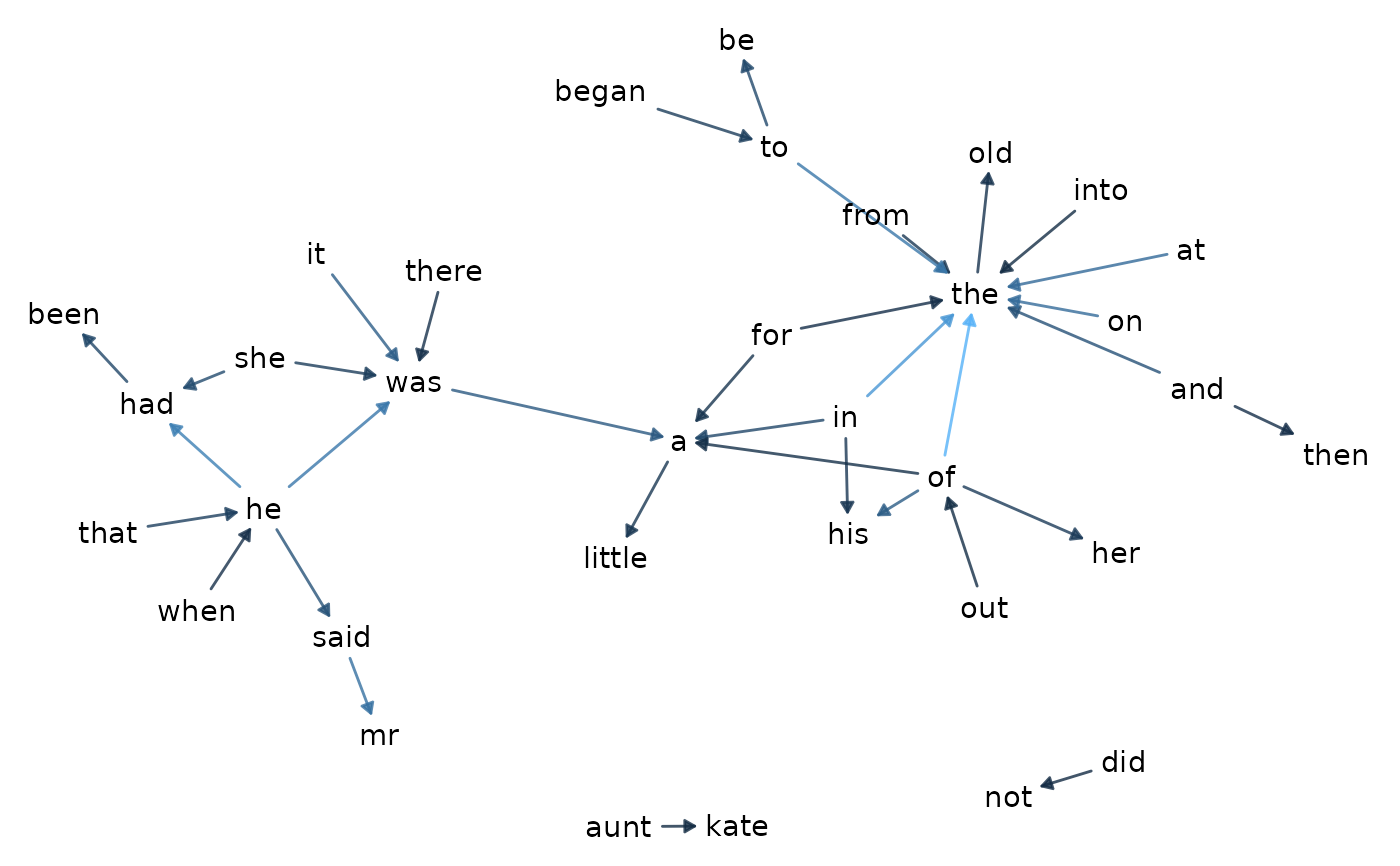 be
began
to
old
into
from
at
it
there
the
been
on
for
she
was
and
had
in
a
then
of
he
that
his
her
little
when
out
said
mr
did
not
aunt
kate